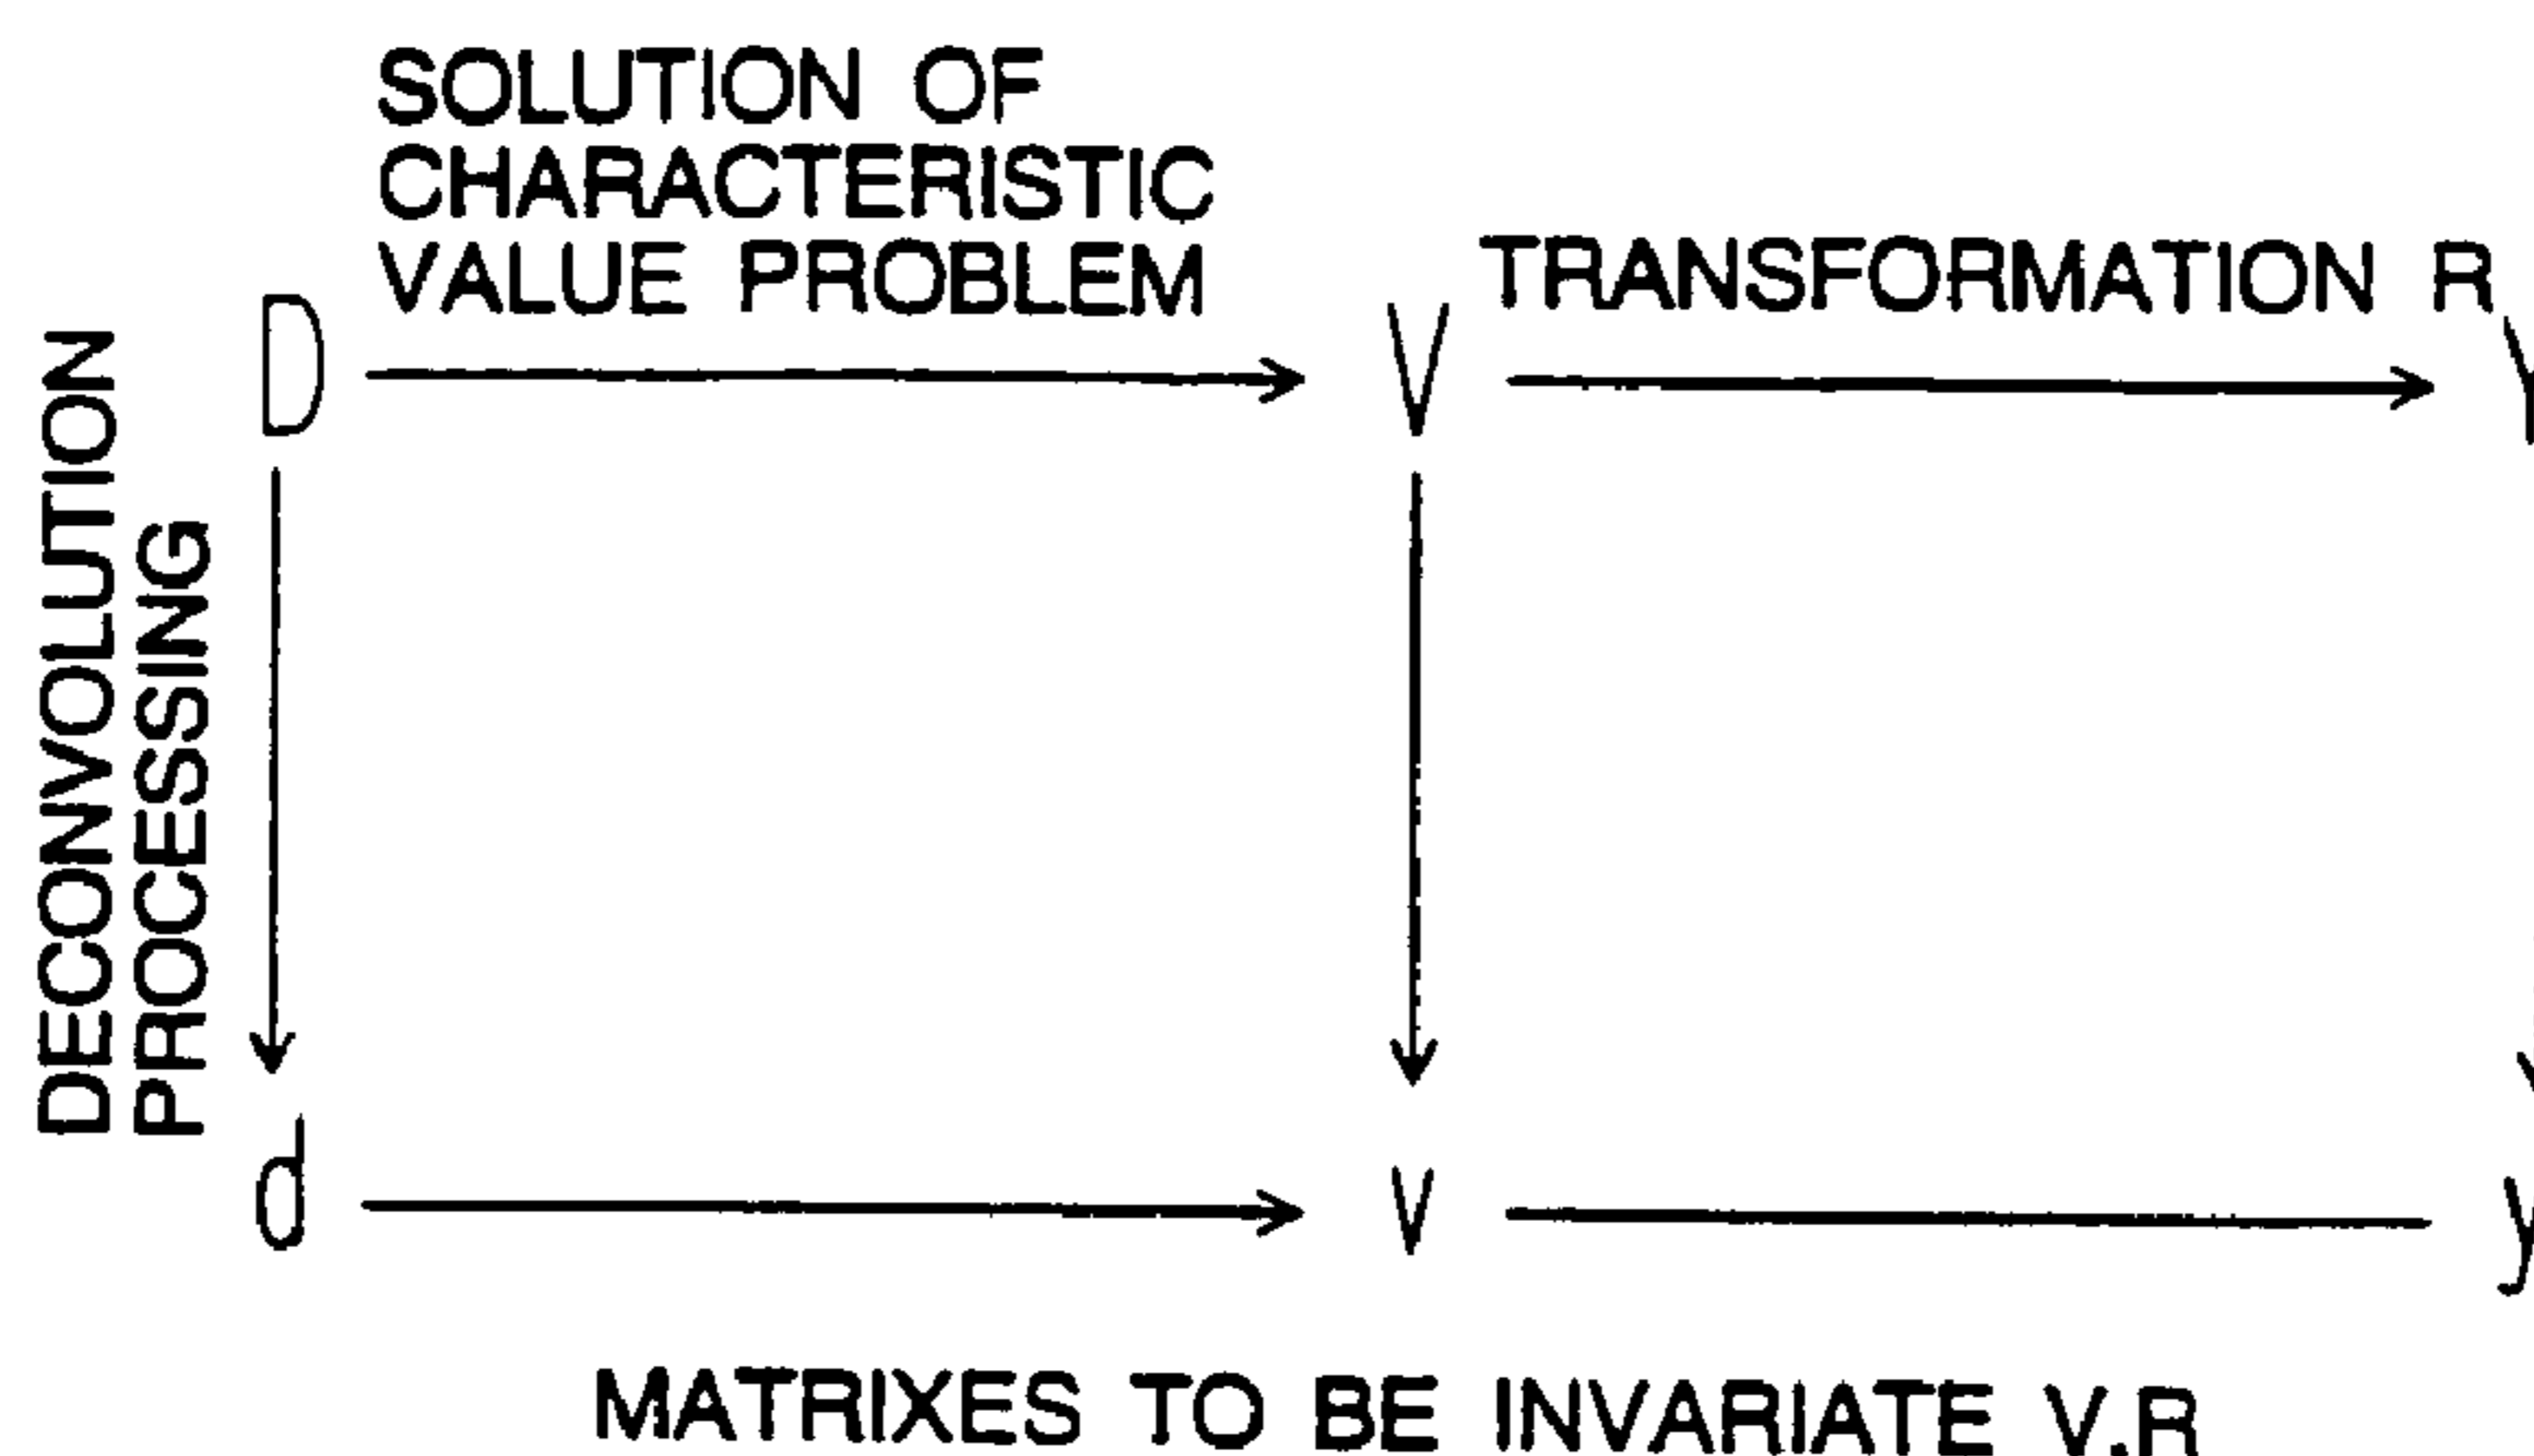 SOLUTION OF
CHARACTERISTIC
VALUE PROBLEM
TRANSFORMATION R
DECONVOLUTION
PROCESSING
D
V
Y
d
v
y
MATRIXES TO BE INVARIATE V.R